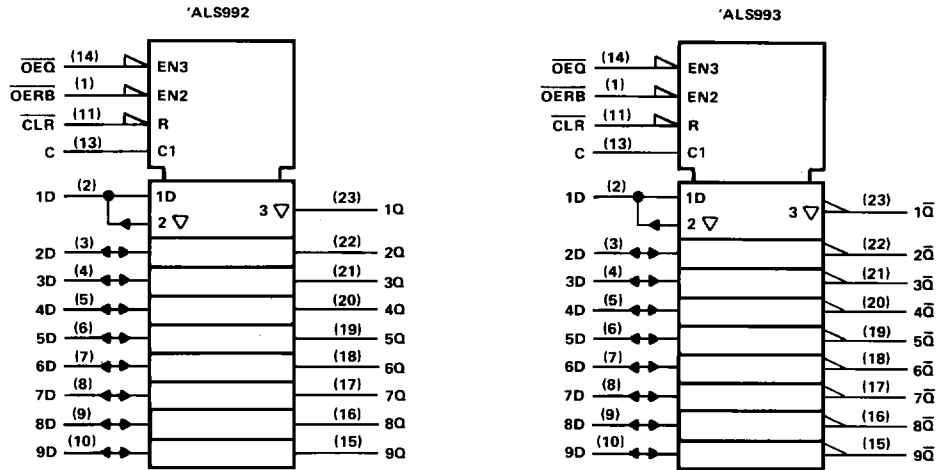 'ALS992
OEQ (14) EN3
OERB (1) EN2
CLR (11) R
C (13) C1
1D (2) 1D 3 ▽ (23) 1Q
2 ▽
2D (3) (22) 2Q
3D (4) (21) 3Q
4D (5) (20) 4Q
5D (6) (19) 5Q
6D (7) (18) 6Q
7D (8) (17) 7Q
8D (9) (16) 8Q
9D (10) (15) 9Q
'ALS993
O̅E̅Q̅ (14) EN3
O̅E̅R̅B̅ (1) EN2
C̅L̅R̅ (11) R
C (13) C1
1D (2) 1D 3 ▽ (23) 1Q̅
2 ▽
2D (3) (22) 2Q̅
3D (4) (21) 3Q̅
4D (5) (20) 4Q̅
5D (6) (19) 5Q̅
6D (7) (18) 6Q̅
7D (8) (17) 7Q̅
8D (9) (16) 8Q̅
9D (10) (15) 9Q̅